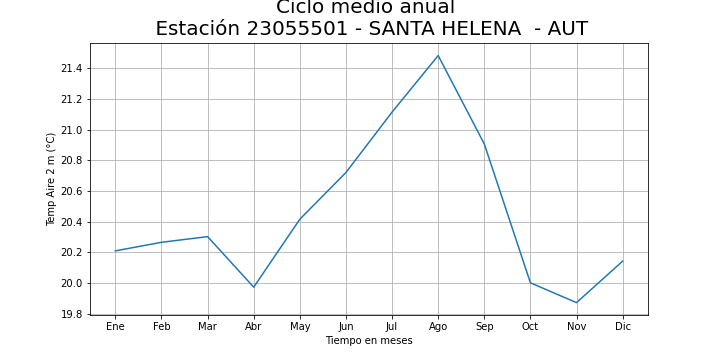 Ciclo medio anual
Estación 23055501 - SANTA HELENA  - AUT
Temp Aire 2 m (°C)
21.4
21.2
21.0
20.8
20.6
20.4
20.2
20.0
19.8
Ene Feb Mar Abr May Jun Jul Ago Sep Oct Nov Dic
Tiempo en meses